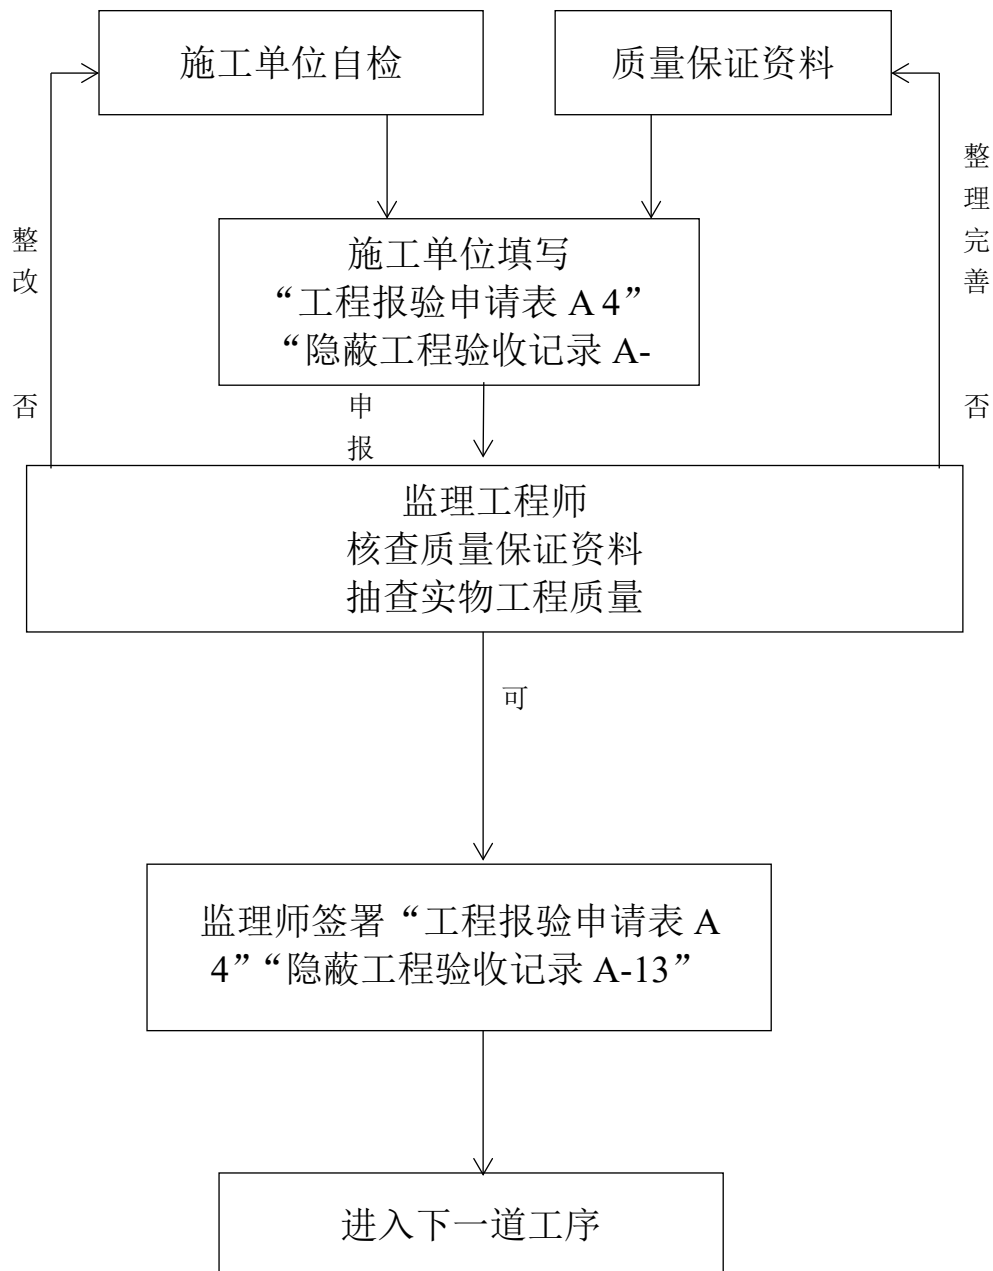 施工单位自检
质量保证资料
整理完善
整改
施工单位填写
“工程报验申请表 A 4”
“隐蔽工程验收记录 A-
否
申报
否
监理工程师
核查质量保证资料
抽查实物工程质量
可
监理师签署“工程报验申请表 A
4”“隐蔽工程验收记录 A-13”
进入下一道工序